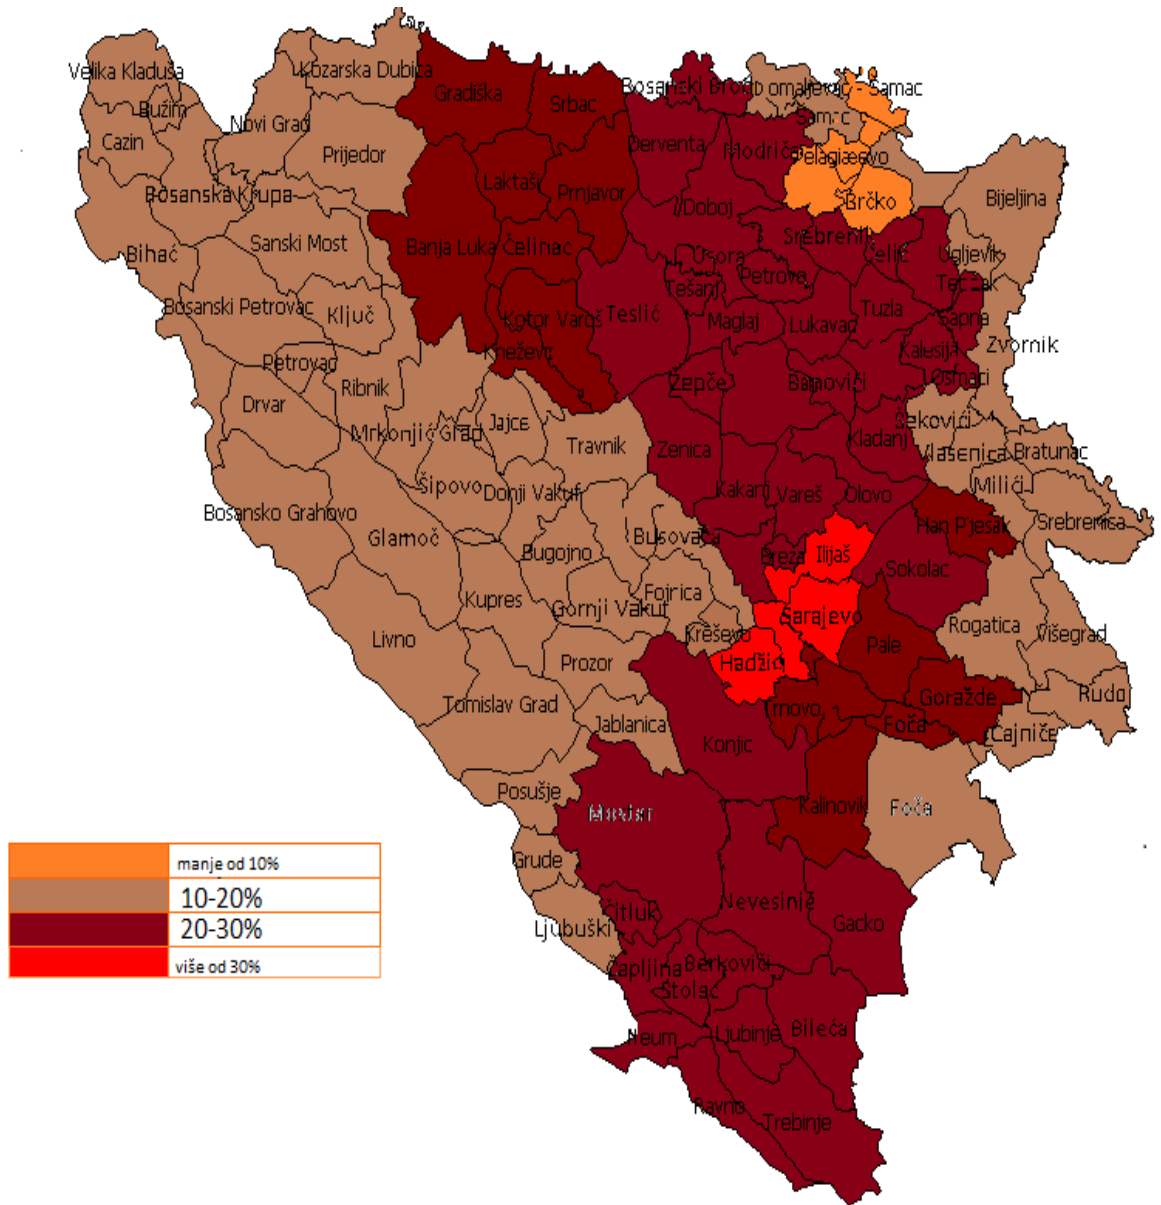 Velika Kladuša
Kozarska Dubica
Gradiška
Srbac
Bosanski Brod
Samac
Bužim
Novi Grad
Cazin
Prijedor
Derventa
Samac
Laktaši
Prnjavor
Brčko
Bijeljina
Bosanska Krupa
Doboj
Sanski Most
Banja Luka
Čelinac
Srebrenik
Čelić
Ugljevik
Bihać
Usora
Petrovo
Tešanj
Bosanski Petrovac
Ključ
Kotor Varoš
Teslić
Maglaj
Lukavac
Tuzla
Sapna
Zvornik
Petrovac
Kalesija
Ribnik
Žepče
Banovići
Osmaci
Drvar
Mrkonjić Grad
Jajce
Travnik
Zenica
Kladanj
Šekovići
Vlasenica
Bratunac
Šipovo
Donji Vakuf
Kakanj
Vareš
Olovo
Milići
Bosansko Grahovo
Glamoč
Bugojno
Busovača
Breza
Ilijaš
Han Pjesak
Srebrenica
Sokolac
Kupres
Gornji Vakuf
Fojnica
Sarajevo
Rogatica
Višegrad
Livno
Kreševo
Prozor
Hadžići
Pale
Tomislav Grad
Jablanica
Trnovo
Goražde
Rudo
Konjic
Foča
Čajniče
Posušje
Mostar
Kalinovik
Foča
manje od 10%
Grude
10-20%
Ljubuški
Čitluk
Nevesinje
Gacko
20-30%
više od 30%
Čapljina
Berkovići
Stolac
Neum
Ljubinje
Bileća
Ravno
Trebinje